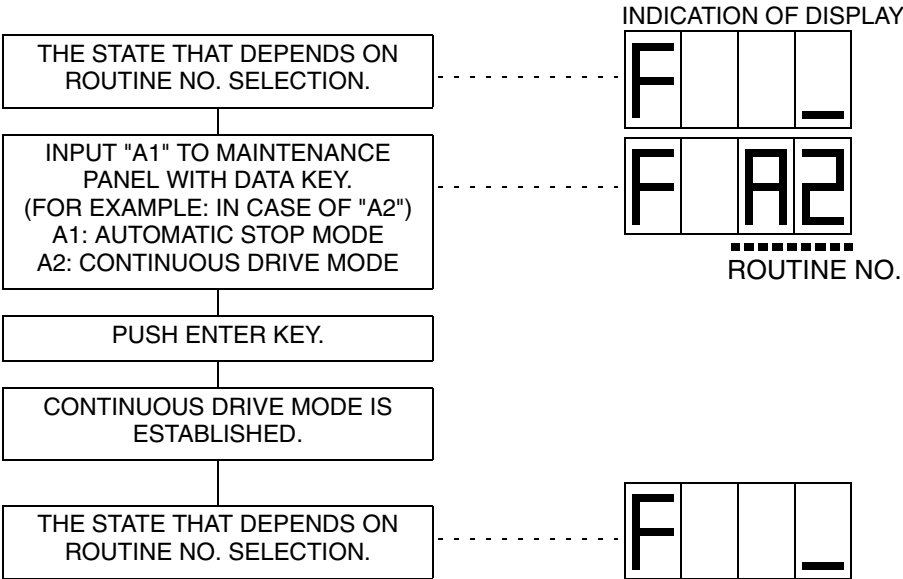 INDICATION OF DISPLAY
THE STATE THAT DEPENDS ON
ROUTINE NO. SELECTION.
F _
INPUT "A1" TO MAINTENANCE
PANEL WITH DATA KEY.
(FOR EXAMPLE: IN CASE OF "A2")
A1: AUTOMATIC STOP MODE
A2: CONTINUOUS DRIVE MODE
F A2
ROUTINE NO.
PUSH ENTER KEY.
CONTINUOUS DRIVE MODE IS
ESTABLISHED.
THE STATE THAT DEPENDS ON
ROUTINE NO. SELECTION.
F _